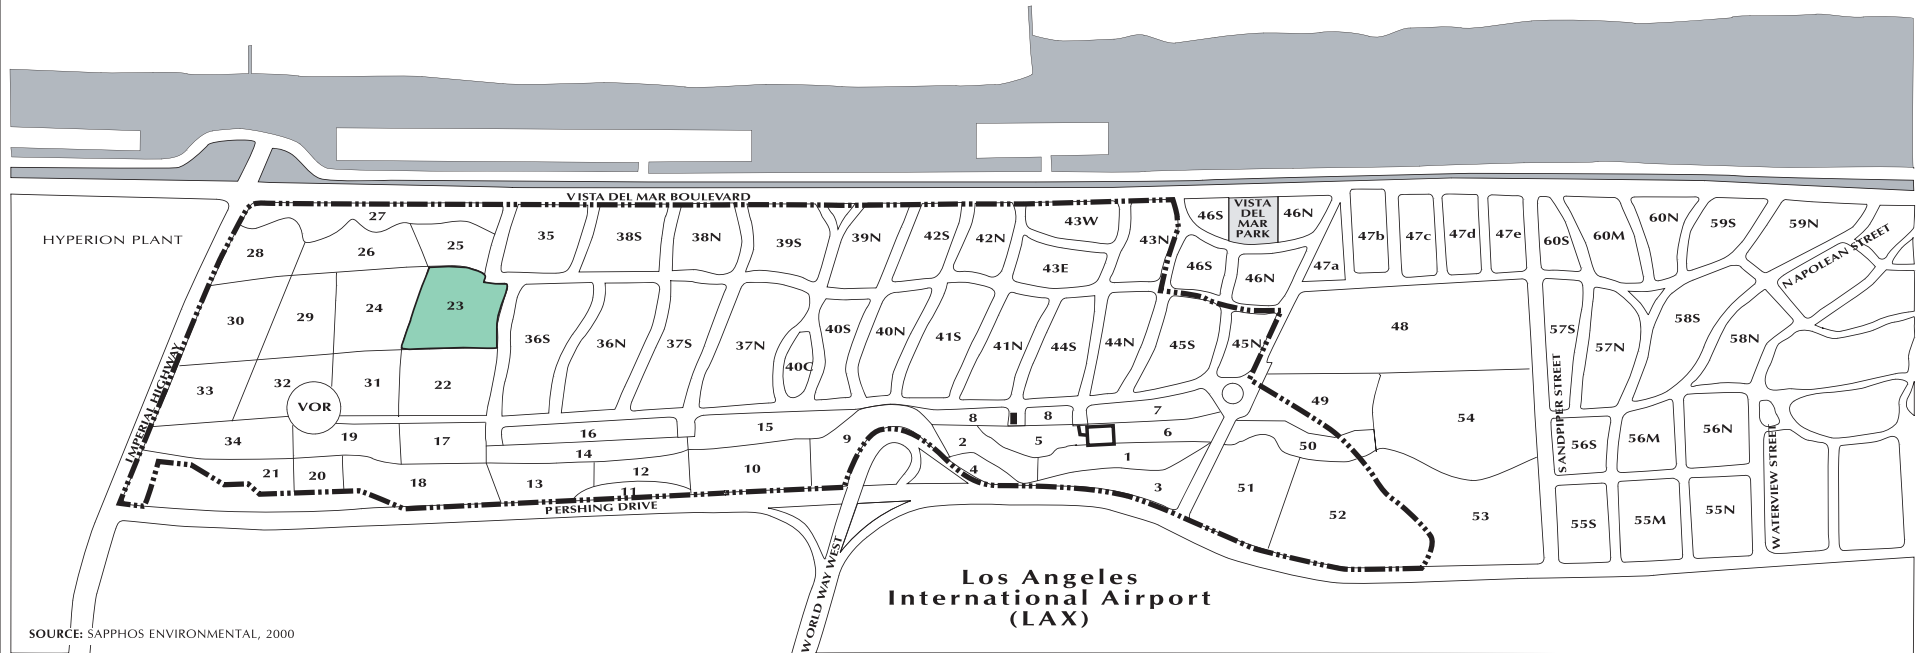 VISTA DEL MAR BOULEVARD
HYPERION PLANT
IMPERIAL HIGHWAY
27
28
26
25
35
38S
38N
39S
39N
42S
42N
43W
43E
43N
46S
VISTA
DEL
MAR
PARK
46N
46S
46N
47a
47b
47c
47d
47e
60S
60M
60N
59S
59N
NAPOLEAN STREET
30
29
24
23
36S
36N
37S
37N
40C
40S
40N
41S
41N
44S
44N
45S
45N
48
57S
57N
58S
58N
33
32
VOR
31
22
34
19
17
16
14
15
9
8
8
7
6
2
5
4
1
3
49
50
54
SANDPIPER STREET
56S
56M
56N
WATERVIEW STREET
21
20
18
13
12
11
10
51
52
53
55S
55M
55N
PERSHING DRIVE
WORLD WAY WEST
Los Angeles
International Airport
(LAX)
SOURCE: SAPPHOS ENVIRONMENTAL, 2000